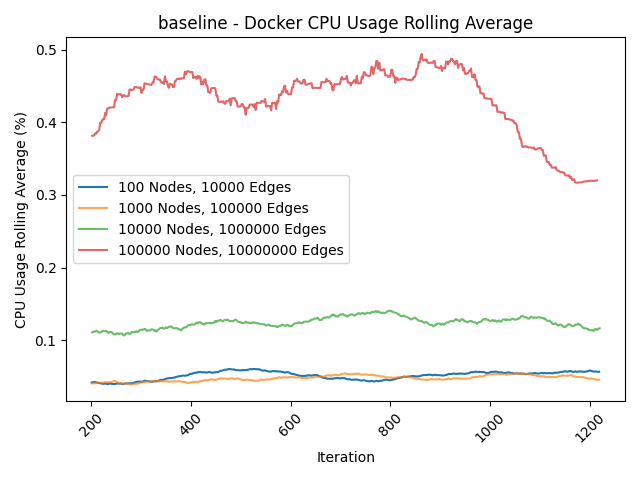 baseline - Docker CPU Usage Rolling Average
CPU Usage Rolling Average (%)
0.5
0.4
0.3
0.2
0.1
100 Nodes, 10000 Edges
1000 Nodes, 100000 Edges
10000 Nodes, 1000000 Edges
100000 Nodes, 10000000 Edges
200
400
600
800
1000
1200
Iteration